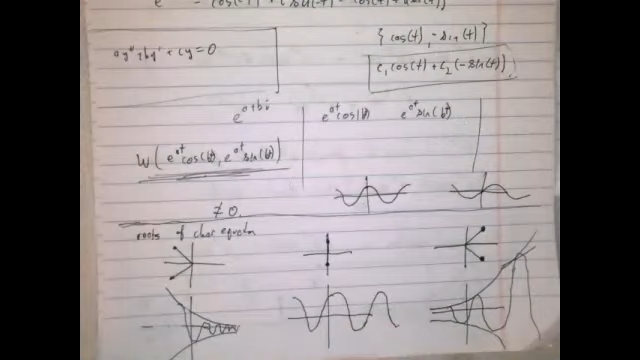 cos(-t) +
ay'' + by' + cy = 0
{cos(t), -sin(t)}
c₁cos(t) + c₂(-sin(t))
e^{a+bi}
e^{at}cos(bt) e^{at}sin(bt)
W(e^{at}cos(bt), e^{at}sin(bt))
≠ 0
roots of char equation